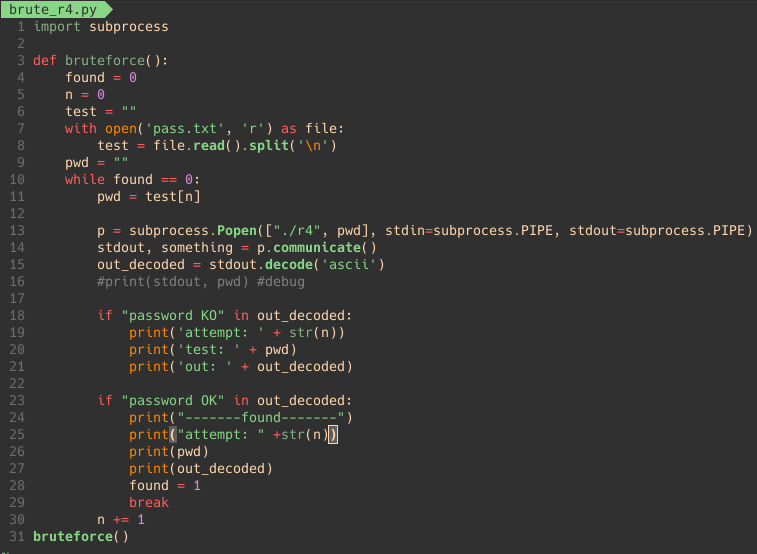 brute_r4.py
1 import subprocess
2
3 def bruteforce():
4     found = 0
5     n = 0
6     test = ""
7     with open('pass.txt', 'r') as file:
8         test = file.read().split('\n')
9     pwd = ""
10     while found == 0:
11         pwd = test[n]
12
13         p = subprocess.Popen(["./r4", pwd], stdin=subprocess.PIPE, stdout=subprocess.PIPE)
14         stdout, something = p.communicate()
15         out_decoded = stdout.decode('ascii')
16         #print(stdout, pwd) #debug
17
18         if "password KO" in out_decoded:
19             print('attempt: ' + str(n))
20             print('test: ' + pwd)
21             print('out: ' + out_decoded)
22
23         if "password OK" in out_decoded:
24             print("-------found-------")
25             print("attempt: " +str(n))
26             print(pwd)
27             print(out_decoded)
28             found = 1
29             break
30         n += 1
31 bruteforce()